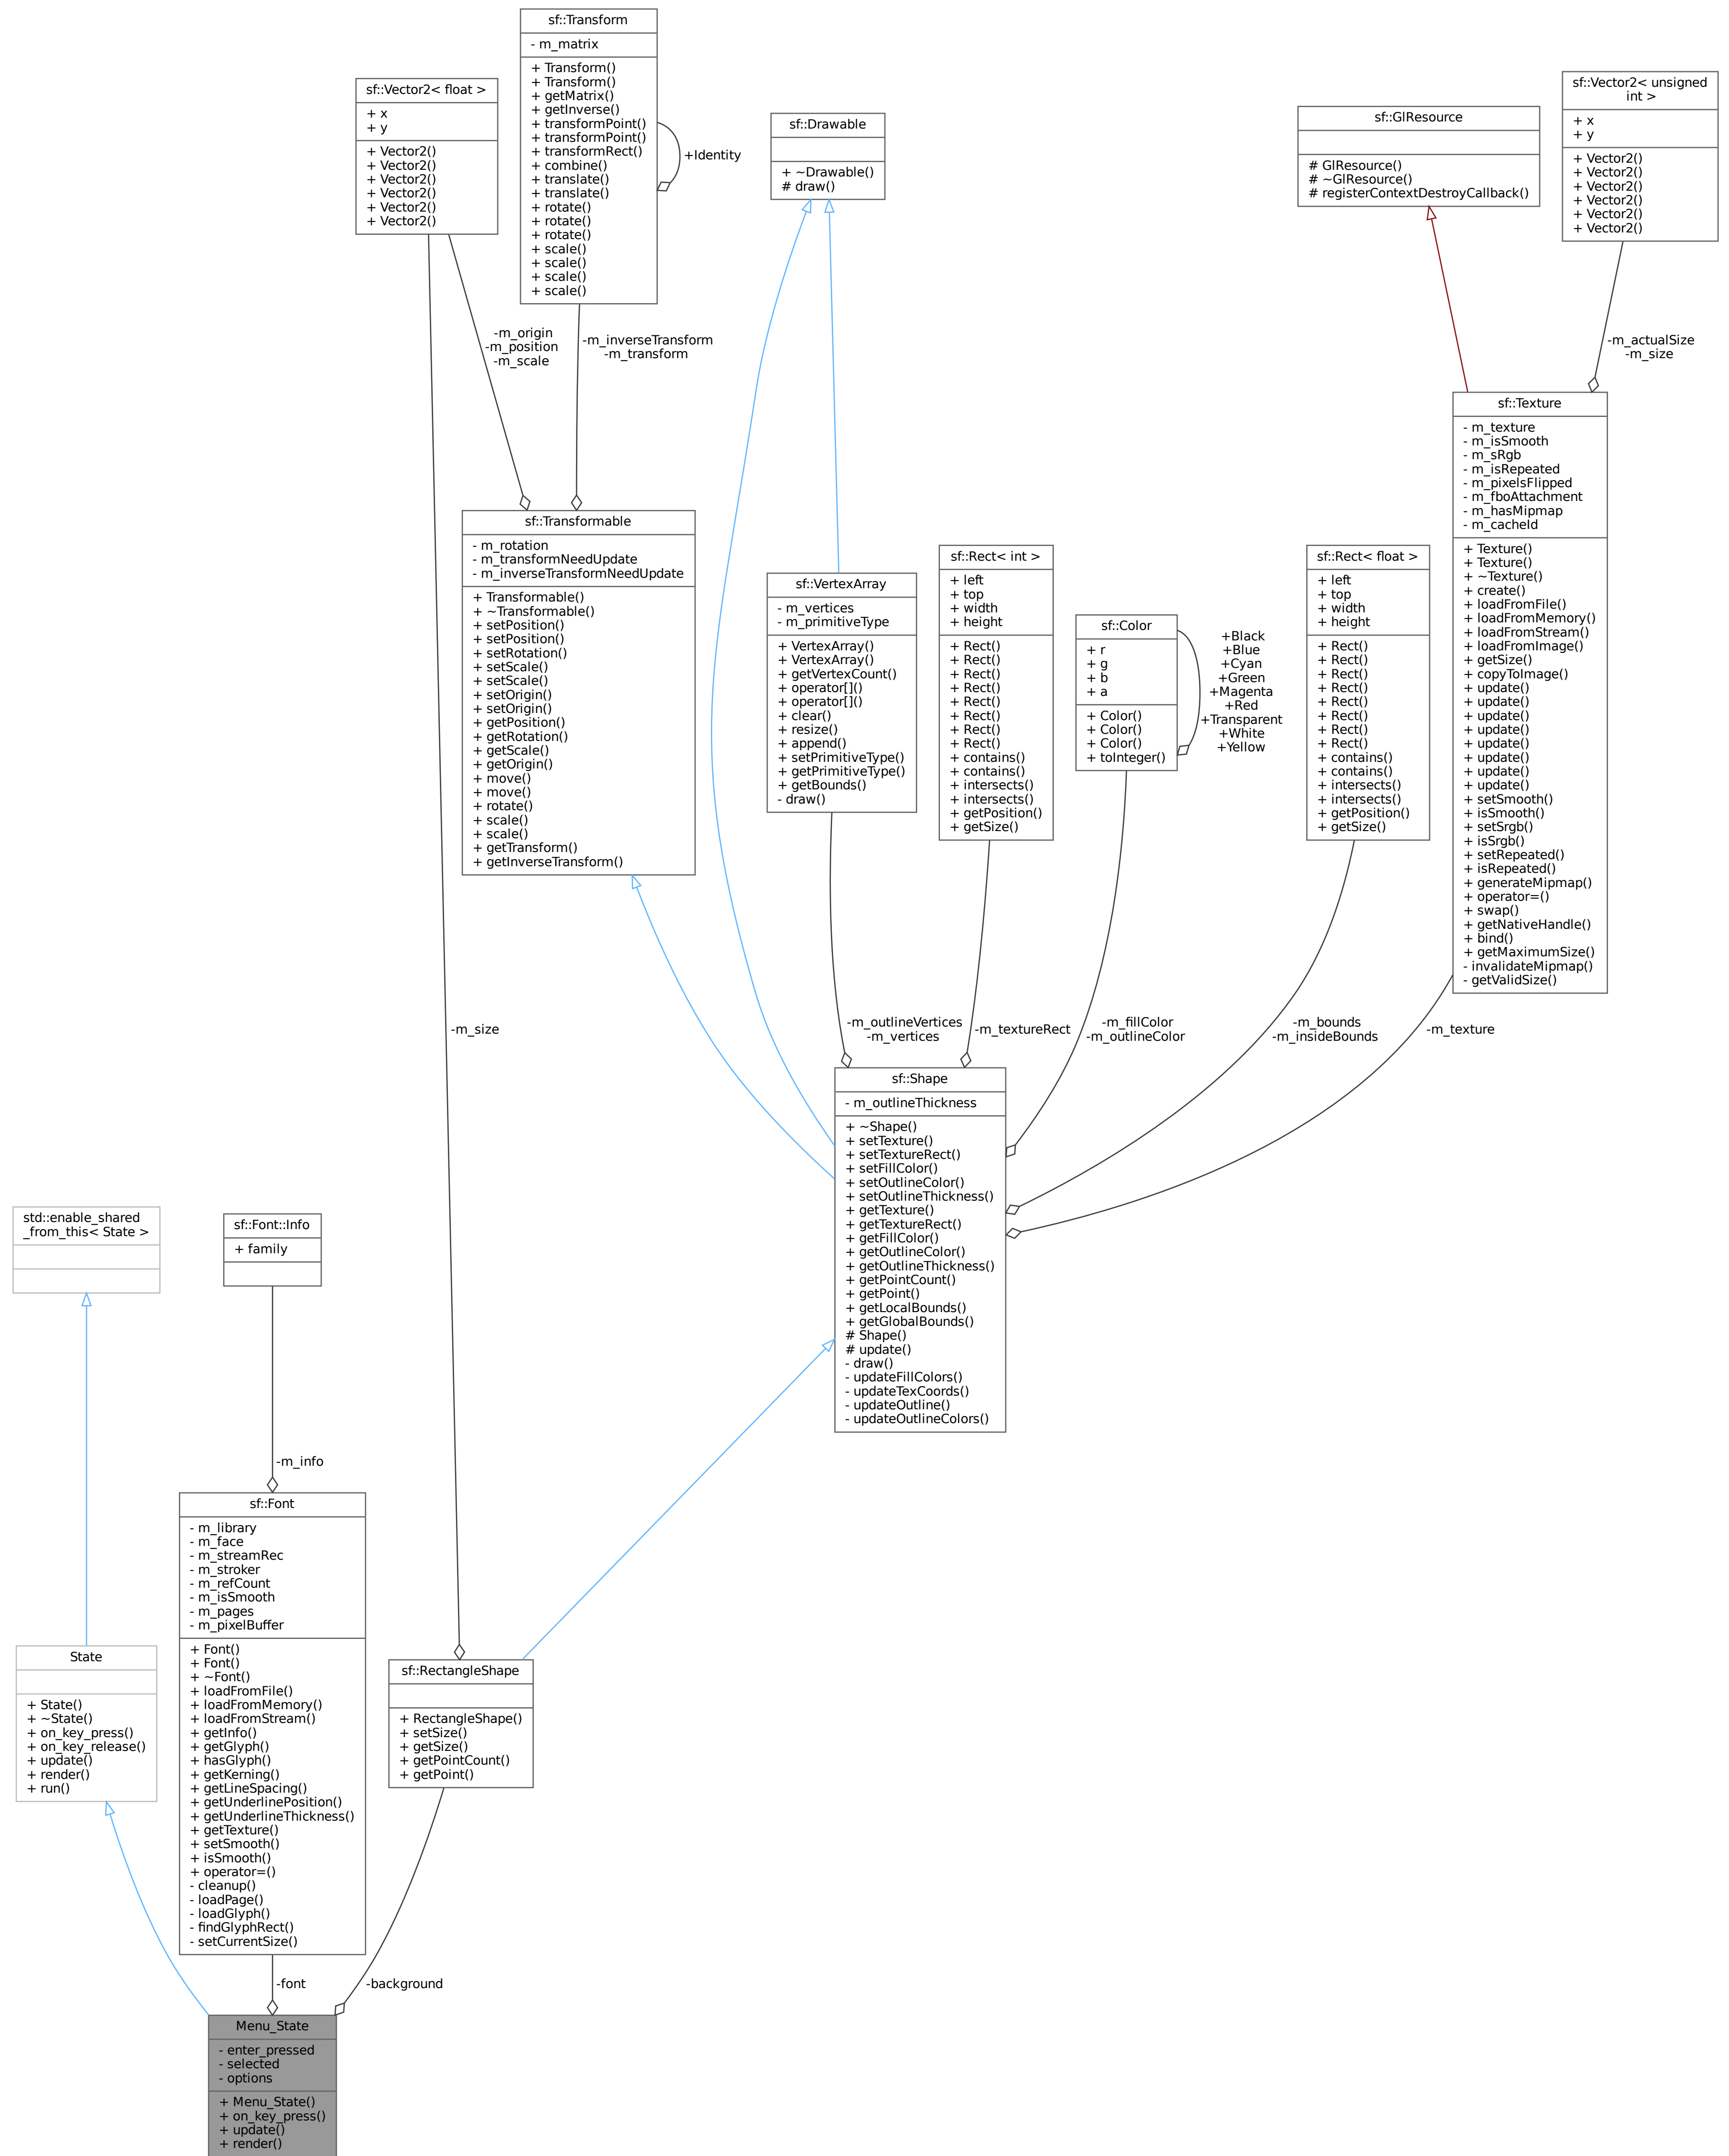 sf::Transform
- m_matrix
+ Transform()
+ Transform()
+ getMatrix()
+ getInverse()
+ transformPoint()
+ transformPoint()
+ transformRect()
+ combine()
+ translate()
+ translate()
+ rotate()
+ rotate()
+ rotate()
+ scale()
+ scale()
+ scale()
+ scale()
+Identity
sf::Vector2< float >
+ x
+ y
+ Vector2()
+ Vector2()
+ Vector2()
+ Vector2()
+ Vector2()
+ Vector2()
sf::Drawable
+ ~Drawable()
# draw()
sf::GlResource
# GlResource()
# ~GlResource()
# registerContextDestroyCallback()
sf::Vector2< unsigned
int >
+ x
+ y
+ Vector2()
+ Vector2()
+ Vector2()
+ Vector2()
+ Vector2()
+ Vector2()
-m_origin
-m_position
-m_scale
-m_inverseTransform
-m_transform
-m_actualSize
-m_size
sf::Transformable
- m_rotation
- m_transformNeedUpdate
- m_inverseTransformNeedUpdate
+ Transformable()
+ ~Transformable()
+ setPosition()
+ setPosition()
+ setRotation()
+ setScale()
+ setScale()
+ setOrigin()
+ setOrigin()
+ getPosition()
+ getRotation()
+ getScale()
+ getOrigin()
+ move()
+ move()
+ rotate()
+ scale()
+ scale()
+ getTransform()
+ getInverseTransform()
sf::VertexArray
- m_vertices
- m_primitiveType
+ VertexArray()
+ VertexArray()
+ getVertexCount()
+ operator[]()
+ operator[]()
+ clear()
+ resize()
+ append()
+ setPrimitiveType()
+ getPrimitiveType()
+ getBounds()
- draw()
sf::Rect< int >
+ left
+ top
+ width
+ height
+ Rect()
+ Rect()
+ Rect()
+ Rect()
+ Rect()
+ Rect()
+ Rect()
+ Rect()
+ contains()
+ contains()
+ intersects()
+ intersects()
+ getPosition()
+ getSize()
sf::Color
+ r
+ g
+ b
+ a
+ Color()
+ Color()
+ Color()
+ toInteger()
+Black
+Blue
+Cyan
+Green
+Magenta
+Red
+Transparent
+White
+Yellow
sf::Rect< float >
+ left
+ top
+ width
+ height
+ Rect()
+ Rect()
+ Rect()
+ Rect()
+ Rect()
+ Rect()
+ Rect()
+ Rect()
+ contains()
+ contains()
+ intersects()
+ intersects()
+ getPosition()
+ getSize()
sf::Texture
- m_texture
- m_isSmooth
- m_sRgb
- m_isRepeated
- m_pixelsFlipped
- m_fboAttachment
- m_hasMipmap
- m_cacheId
+ Texture()
+ Texture()
+ ~Texture()
+ create()
+ loadFromFile()
+ loadFromMemory()
+ loadFromStream()
+ loadFromImage()
+ getSize()
+ copyToImage()
+ update()
+ update()
+ update()
+ update()
+ update()
+ update()
+ update()
+ update()
+ setSmooth()
+ isSmooth()
+ setSrgb()
+ isSrgb()
+ setRepeated()
+ isRepeated()
+ generateMipmap()
+ operator=()
+ swap()
+ getNativeHandle()
+ bind()
+ getMaximumSize()
- invalidateMipmap()
- getValidSize()
-m_size
-m_outlineVertices
-m_vertices
-m_textureRect
-m_fillColor
-m_outlineColor
-m_bounds
-m_insideBounds
-m_texture
sf::Shape
- m_outlineThickness
+ ~Shape()
+ setTexture()
+ setTextureRect()
+ setFillColor()
+ setOutlineColor()
+ setOutlineThickness()
+ getTexture()
+ getTextureRect()
+ getFillColor()
+ getOutlineColor()
+ getOutlineThickness()
+ getPointCount()
+ getPoint()
+ getLocalBounds()
+ getGlobalBounds()
# Shape()
# update()
- draw()
- updateFillColors()
- updateTexCoords()
- updateOutline()
- updateOutlineColors()
std::enable_shared
_from_this< State >
sf::Font::Info
+ family
-m_info
sf::Font
- m_library
- m_face
- m_streamRec
- m_stroker
- m_refCount
- m_isSmooth
- m_pages
- m_pixelBuffer
+ Font()
+ Font()
+ ~Font()
+ loadFromFile()
+ loadFromMemory()
+ loadFromStream()
+ getInfo()
+ getGlyph()
+ hasGlyph()
+ getKerning()
+ getLineSpacing()
+ getUnderlinePosition()
+ getUnderlineThickness()
+ getTexture()
+ setSmooth()
+ isSmooth()
+ operator=()
- cleanup()
- loadPage()
- loadGlyph()
- findGlyphRect()
- setCurrentSize()
State
+ State()
+ ~State()
+ on_key_press()
+ on_key_release()
+ update()
+ render()
+ run()
sf::RectangleShape
+ RectangleShape()
+ setSize()
+ getSize()
+ getPointCount()
+ getPoint()
-font
-background
Menu_State
- enter_pressed
- selected
- options
+ Menu_State()
+ on_key_press()
+ update()
+ render()